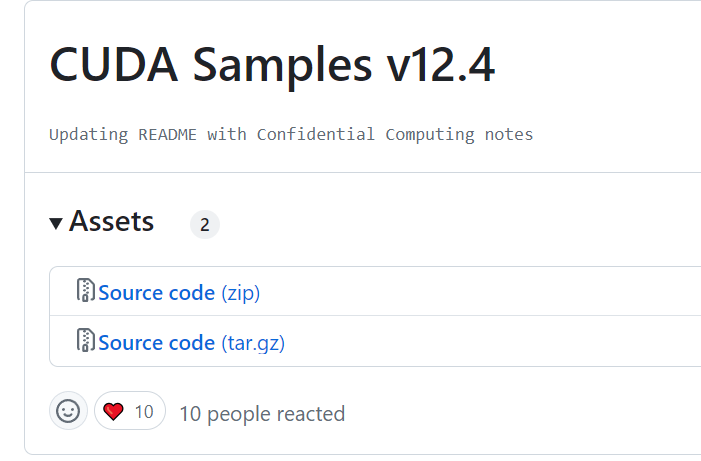 CUDA Samples v12.4
Updating README with Confidential Computing notes
Assets 2
Source code (zip)
Source code (tar.gz)
10 10 people reacted